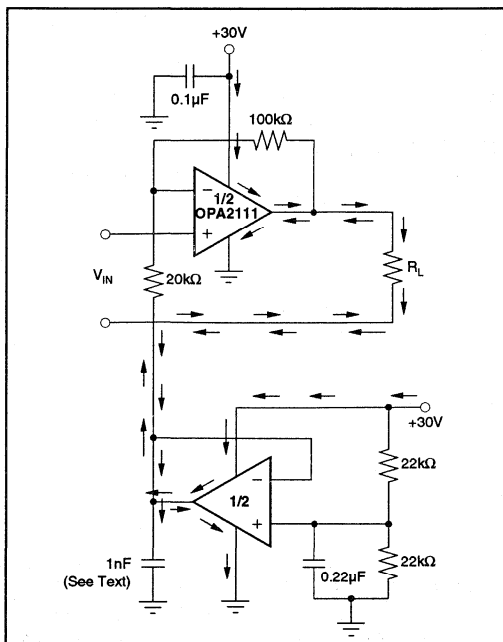 +30V
0.1µF
100kΩ
−
1/2
OPA2111
+
V_IN
20kΩ
R_L
+30V
22kΩ
−
1/2
+
1nF
(See Text)
0.22µF
22kΩ